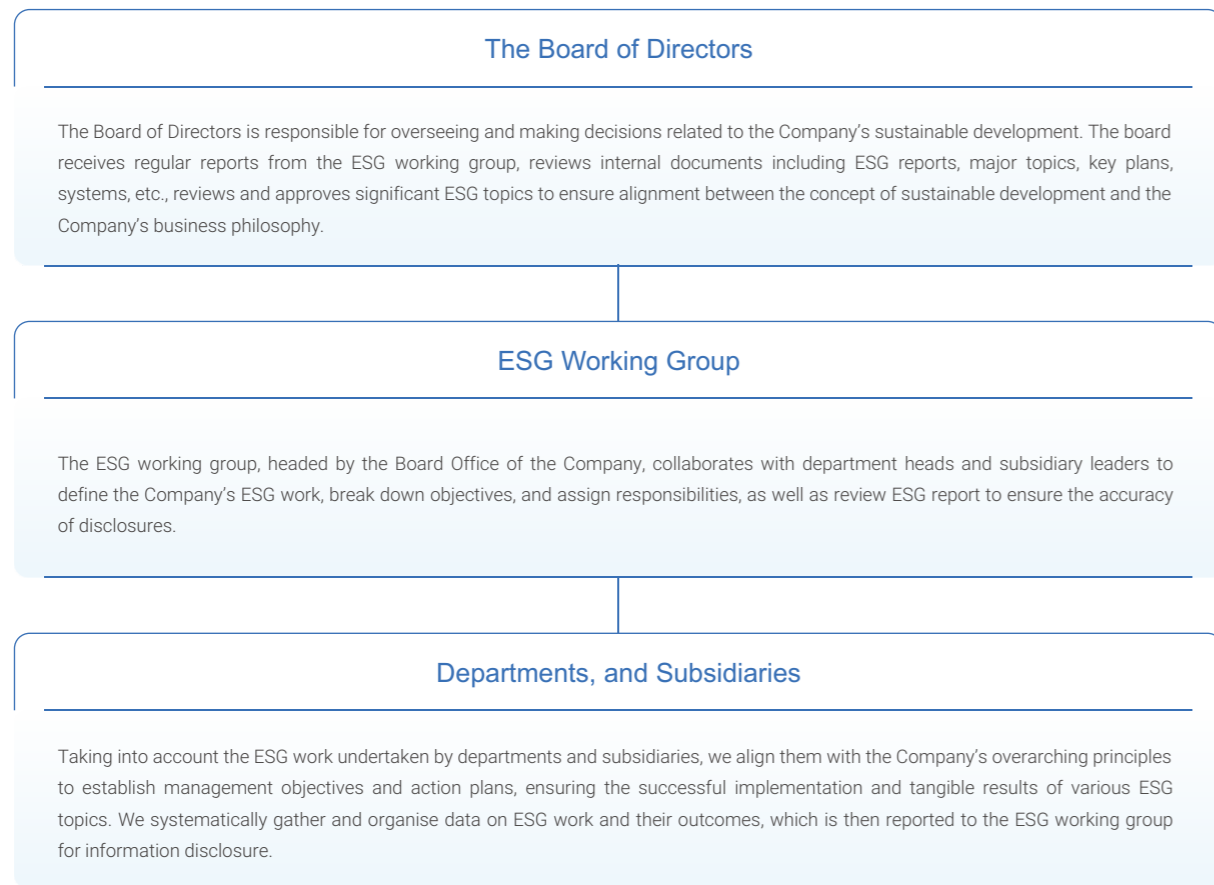 The Board of Directors
The Board of Directors is responsible for overseeing and making decisions related to the Company’s sustainable development. The board
receives regular reports from the ESG working group, reviews internal documents including ESG reports, major topics, key plans,
systems, etc., reviews and approves significant ESG topics to ensure alignment between the concept of sustainable development and the
Company’s business philosophy.
ESG Working Group
The ESG working group, headed by the Board Office of the Company, collaborates with department heads and subsidiary leaders to
define the Company’s ESG work, break down objectives, and assign responsibilities, as well as review ESG report to ensure the accuracy
of disclosures.
Departments, and Subsidiaries
Taking into account the ESG work undertaken by departments and subsidiaries, we align them with the Company’s overarching principles
to establish management objectives and action plans, ensuring the successful implementation and tangible results of various ESG
topics. We systematically gather and organise data on ESG work and their outcomes, which is then reported to the ESG working group
for information disclosure.